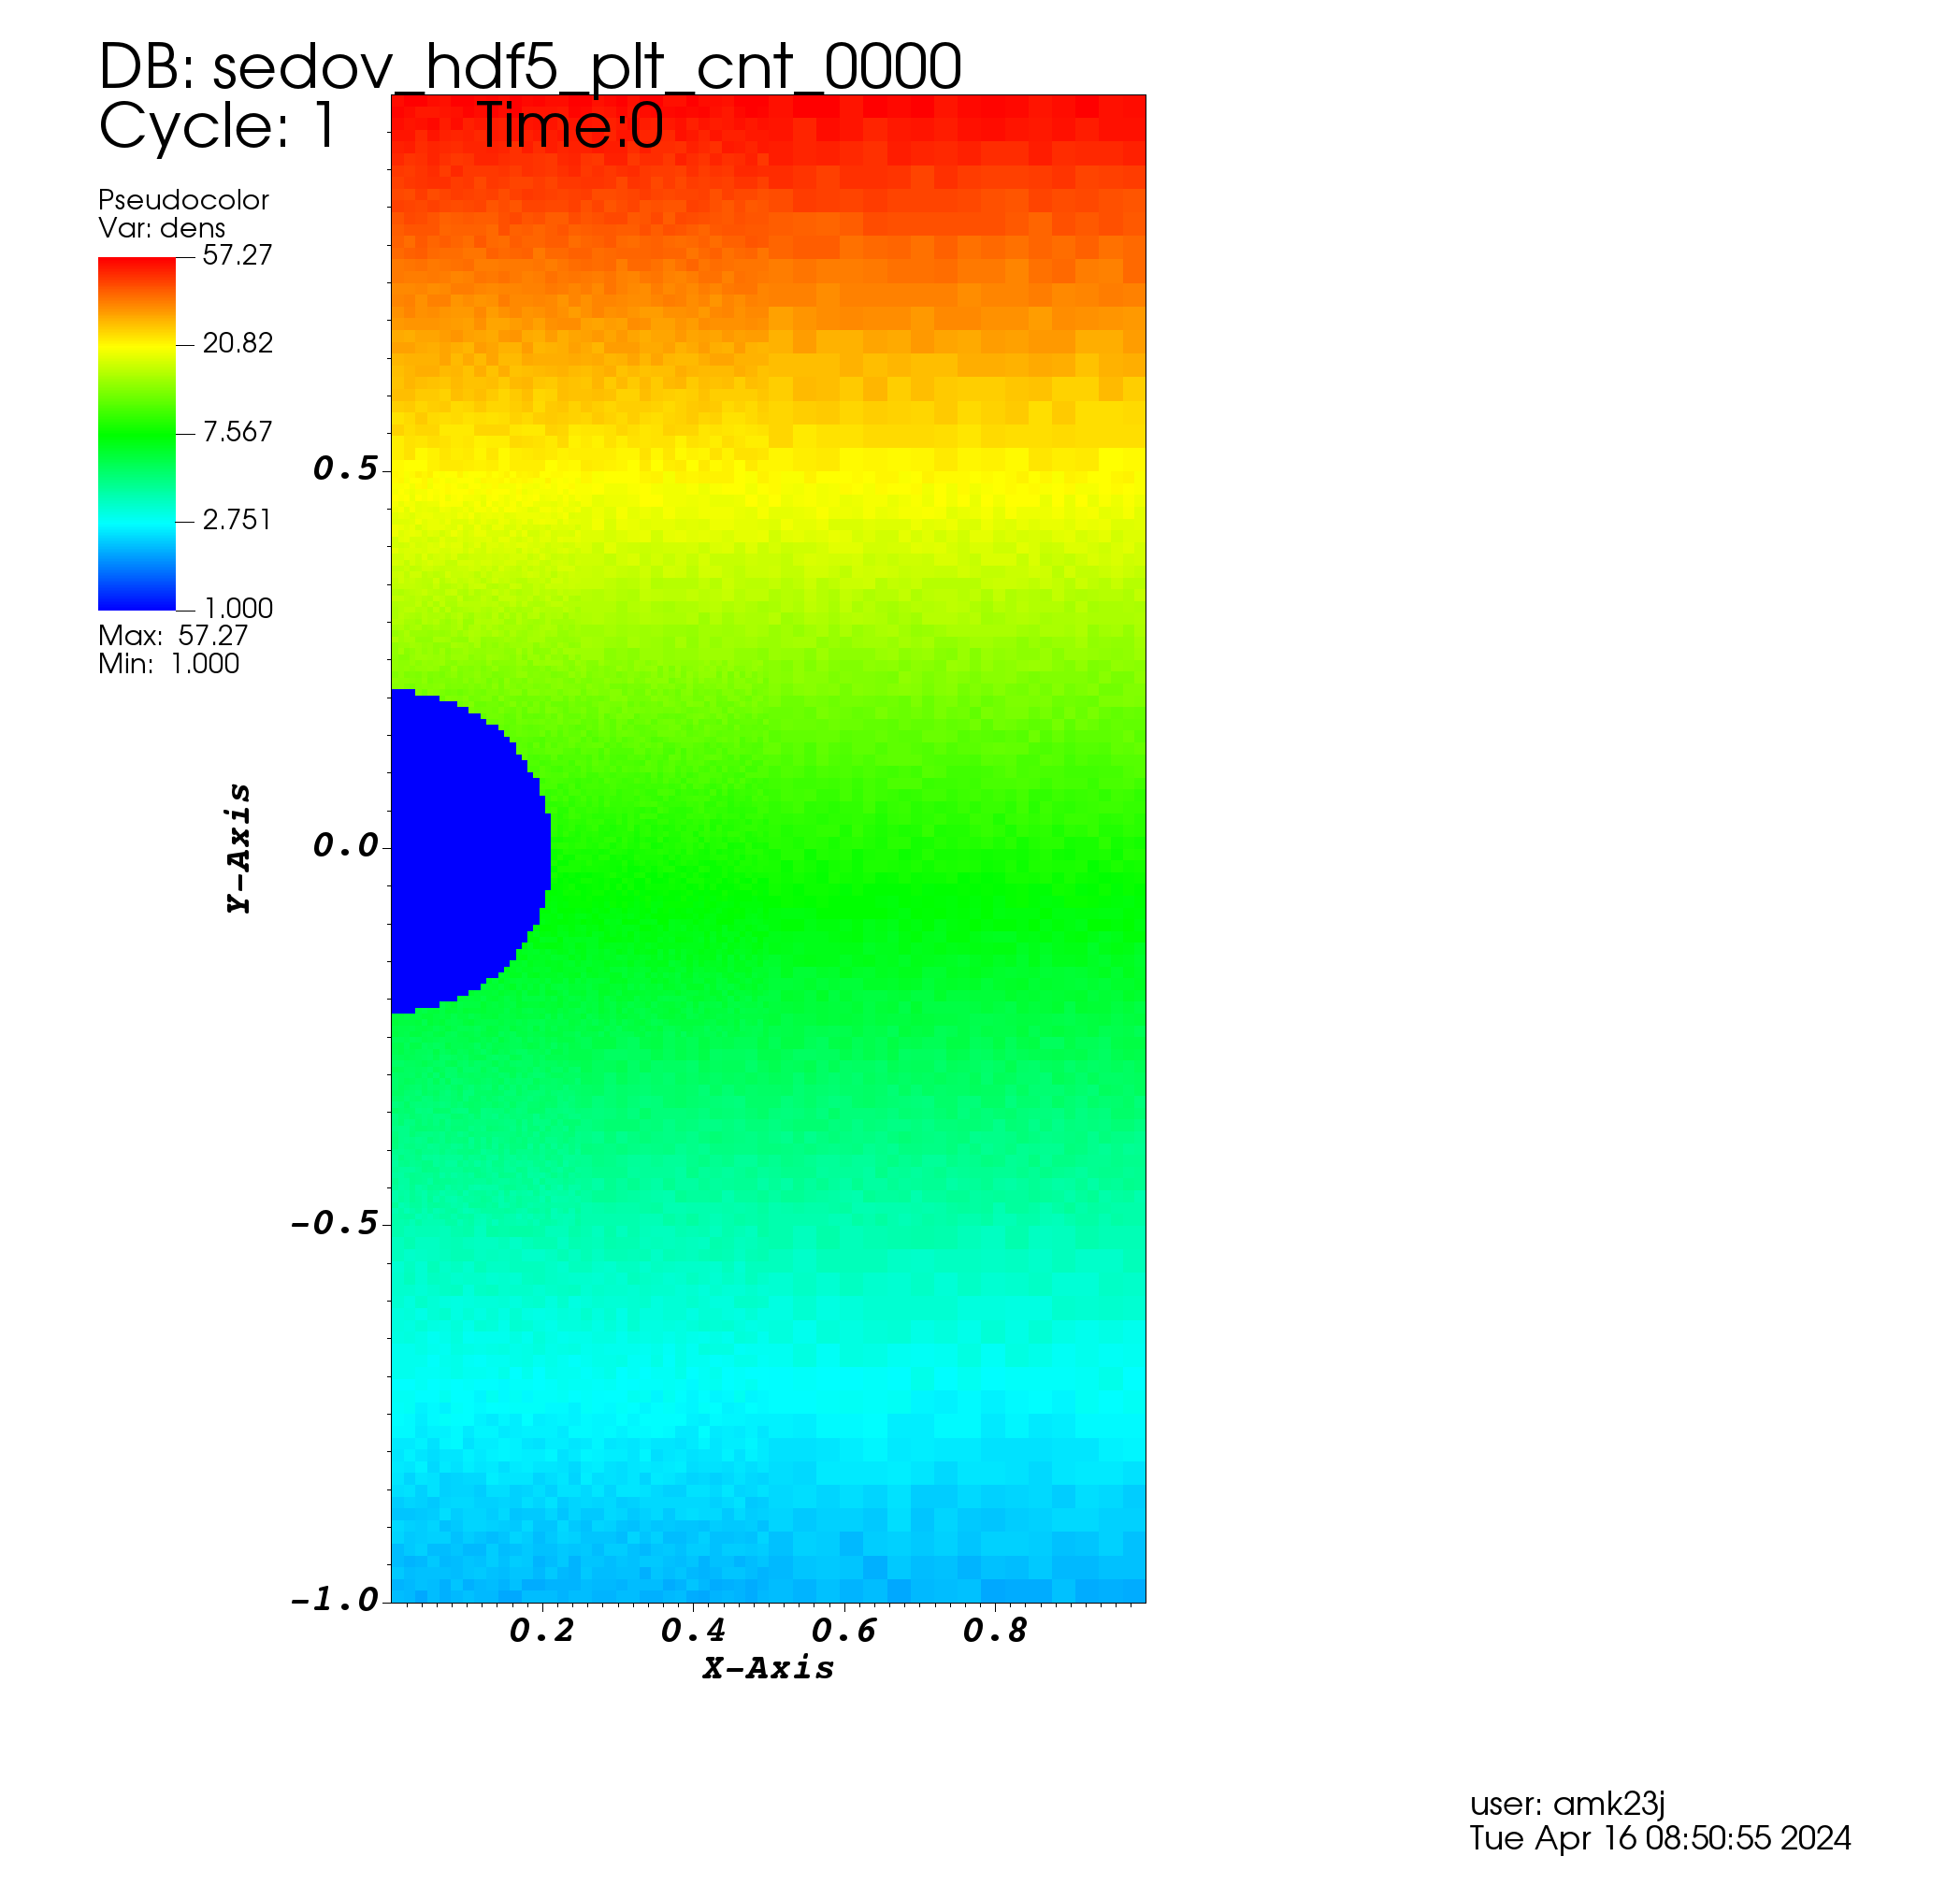 DB: sedov_hdf5_plt_cnt_0000
Cycle: 1 Time:0
Pseudocolor
Var: dens
57.27
20.82
7.567
2.751
1.000
Max: 57.27
Min: 1.000
0.5
0.0
-0.5
-1.0
Y-Axis
0.2 0.4 0.6 0.8
X-Axis
user: amk23j
Tue Apr 16 08:50:55 2024